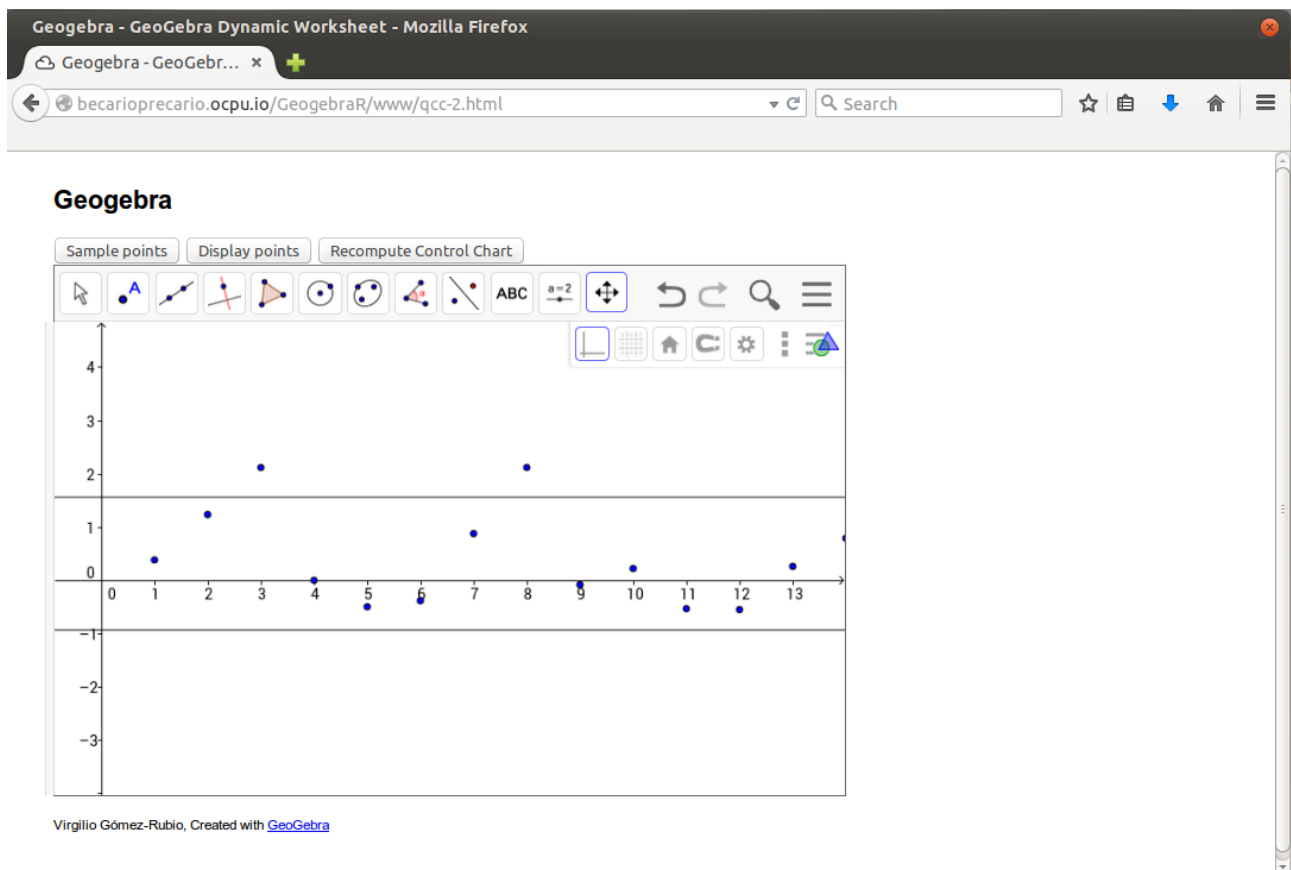 Geogebra - GeoGebra Dynamic Worksheet - Mozilla Firefox
Geogebra - GeoGebr...
becarioprecario.ocpu.io/GeogebraR/www/qcc-2.html Search
Geogebra
Sample points Display points Recompute Control Chart
A ABC a=2
4
3
2
1
0
0 1 2 3 4 5 6 7 8 9 10 11 12 13
−1
−2
−3
Virgilio Gómez-Rubio, Created with GeoGebra